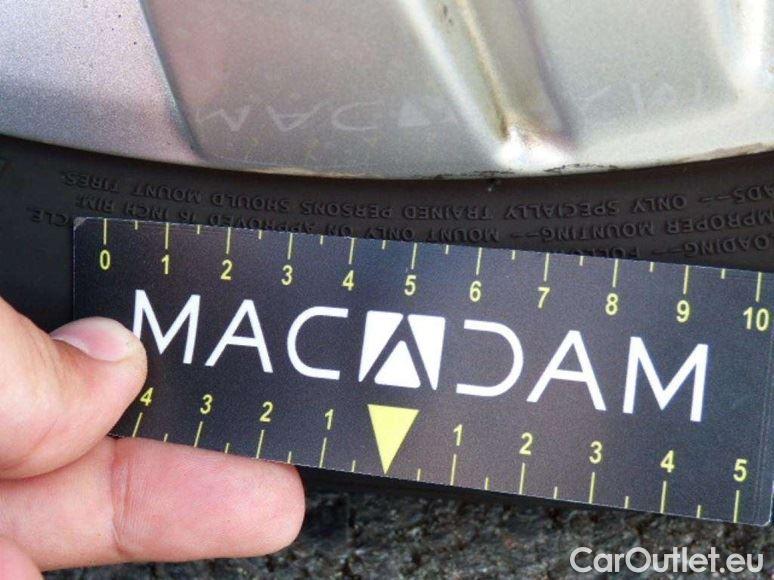 ADS-- ONLY SPECIALLY TRAINED PERSONS SHOULD MOUNT TIRES.
IMPROPER MOUNTING-- MOUNT ONLY ON APPROVED 16 INCH RIM.
0 1 2 3 4 5 6 7 8 9 10
MACADAM
4 3 2 1 1 2 3 4 5
CarOutlet.eu